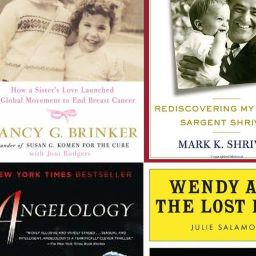 How a Sister's Love Launched
Global Movement to End Breast Cancer
ANCY G. BRINKER
ounder of SUSAN G. KOMEN FOR THE CURE
with Joni Rodgers
REDISCOVERING MY
SARGENT SHRIV
MARK K. SHRIV
NEW YORK TIMES BESTSELLER
ANGELOLOGY
WENDY A
THE LOST
JULIE SALAMO